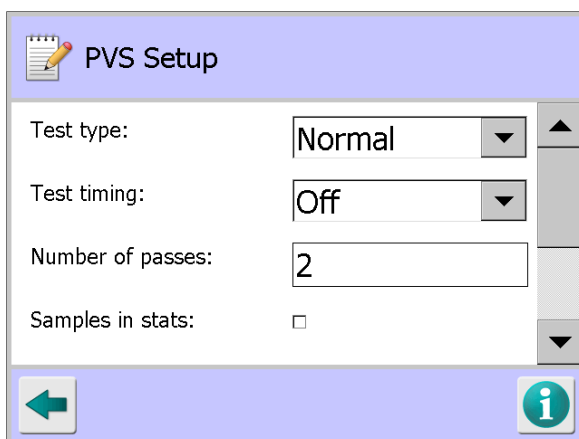 PVS Setup
Test type: Normal
Test timing: Off
Number of passes: 2
Samples in stats: